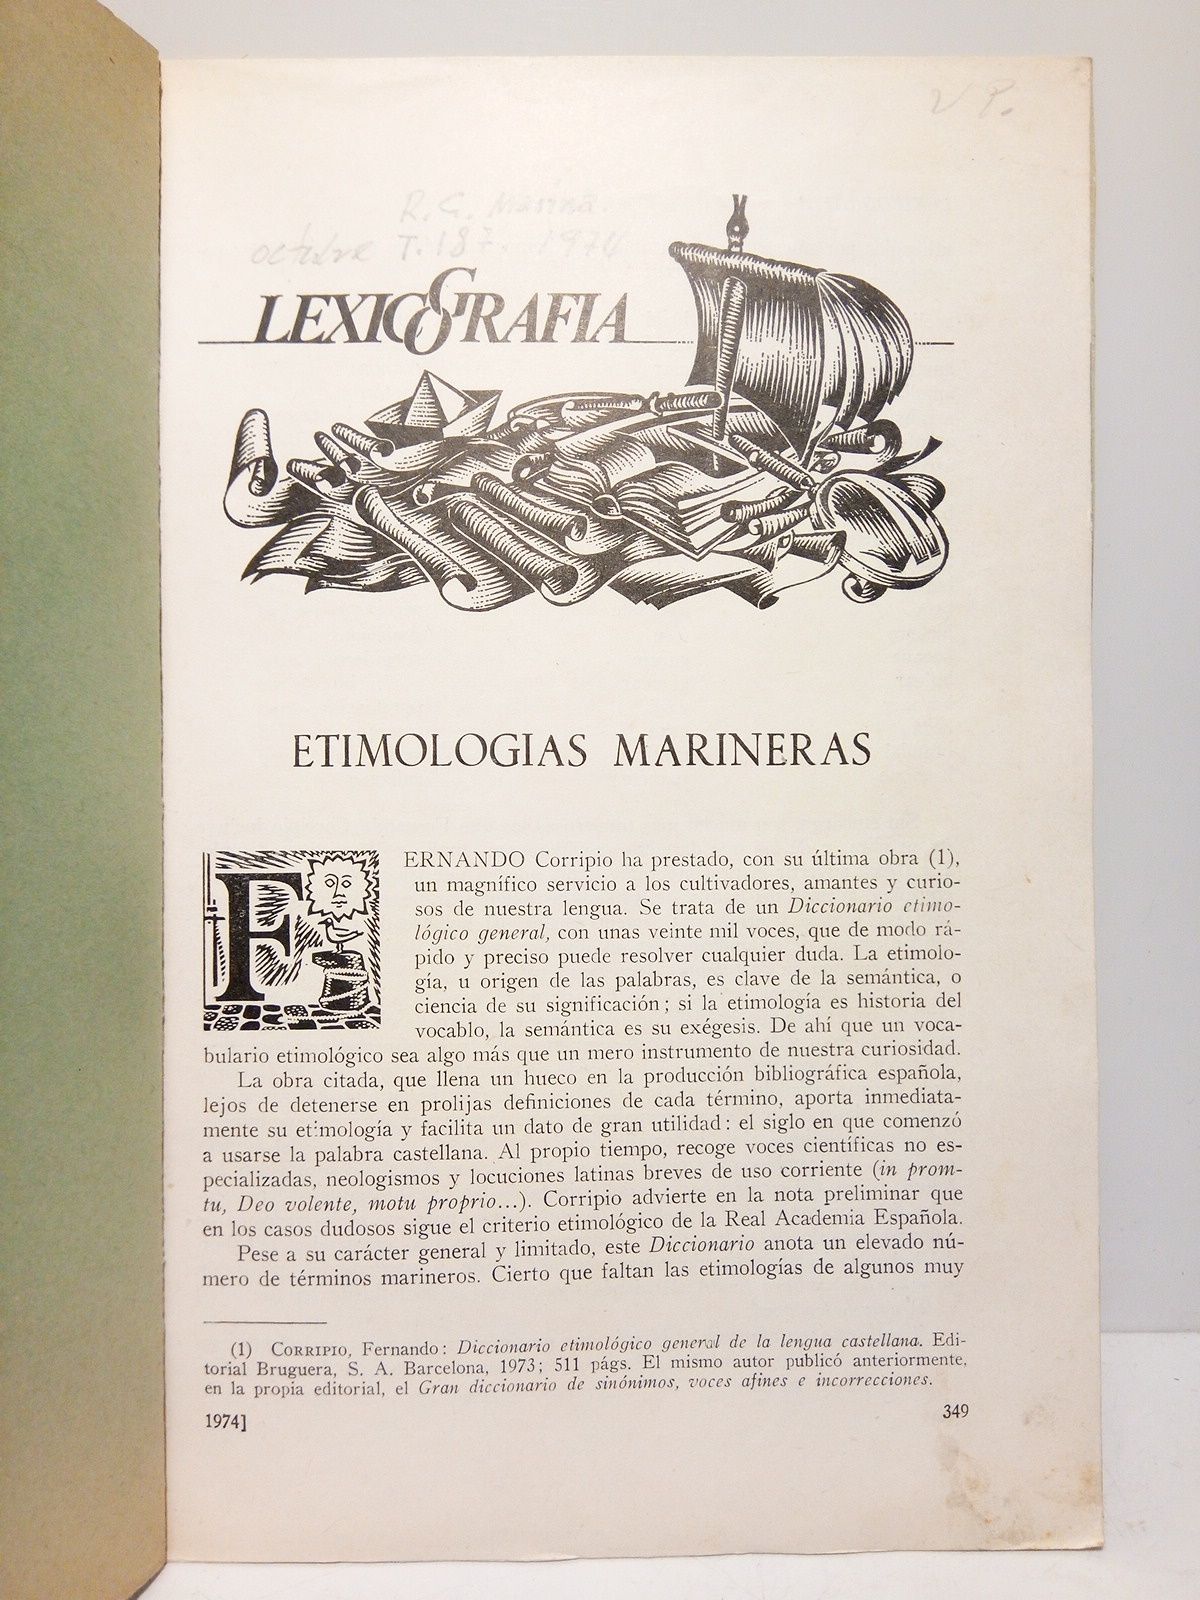 V P.
R. G. Marina.
octubre T. 187. 1974
LEXICOGRAFIA
ETIMOLOGIAS MARINERAS
FERNANDO Corripio ha prestado, con su última obra (1),
un magnífico servicio a los cultivadores, amantes y curio-
sos de nuestra lengua. Se trata de un Diccionario etimo-
lógico general, con unas veinte mil voces, que de modo rá-
pido y preciso puede resolver cualquier duda. La etimolo-
gía, u origen de las palabras, es clave de la semántica, o
ciencia de su significación; si la etimología es historia del
vocablo, la semántica es su exégesis. De ahí que un voca-
bulario etimológico sea algo más que un mero instrumento de nuestra curiosidad.
La obra citada, que llena un hueco en la producción bibliográfica española,
lejos de detenerse en prolijas definiciones de cada término, aporta inmediata-
mente su etimología y facilita un dato de gran utilidad: el siglo en que comenzó
a usarse la palabra castellana. Al propio tiempo, recoge voces científicas no es-
pecializadas, neologismos y locuciones latinas breves de uso corriente (in prom-
tu, Deo volente, motu proprio...). Corripio advierte en la nota preliminar que
en los casos dudosos sigue el criterio etimológico de la Real Academia Española.
Pese a su carácter general y limitado, este Diccionario anota un elevado nú-
mero de términos marineros. Cierto que faltan las etimologías de algunos muy
(1) CORRIPIO, Fernando: Diccionario etimológico general de la lengua castellana. Edi-
torial Bruguera, S. A. Barcelona, 1973; 511 págs. El mismo autor publicó anteriormente,
en la propia editorial, el Gran diccionario de sinónimos, voces afines e incorrecciones.
1974]
349